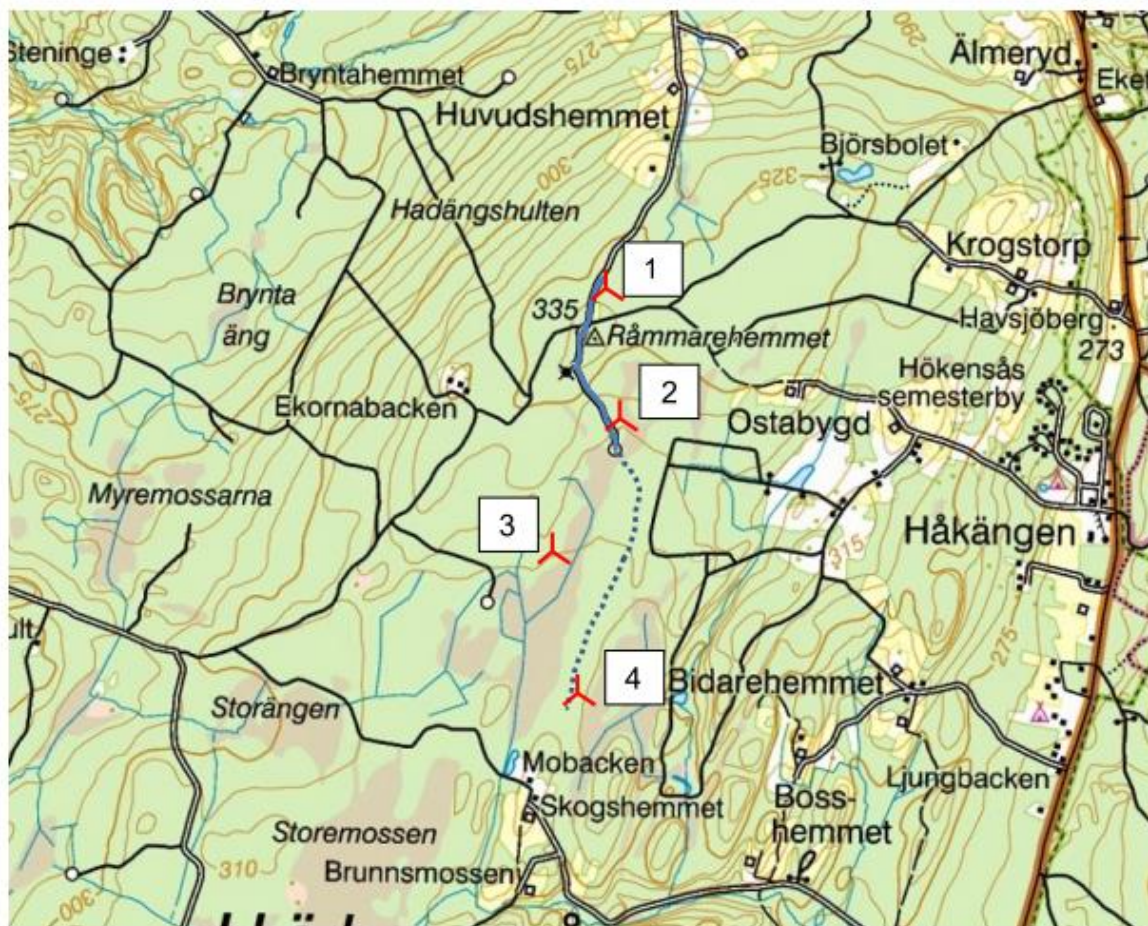 Steninge
Älmeryd
Bryntahemmet
275
290
Huvudshemmet
Björsbolet
300
325
Hadängshulten
Krogstorp
1
Brynta
äng
335
Råmmärehemmet
Havsjöberg
273
2
Hökensås
semesterby
275
Ekornabacken
Ostabygd
Myremossarna
3
Håkängen
315
275
4
Bidarehemmet
Storängen
Mobacken
Ljungbacken
Skogshemmet
Boss-
hemmet
Storemossen
310
Brunnsmossen
300